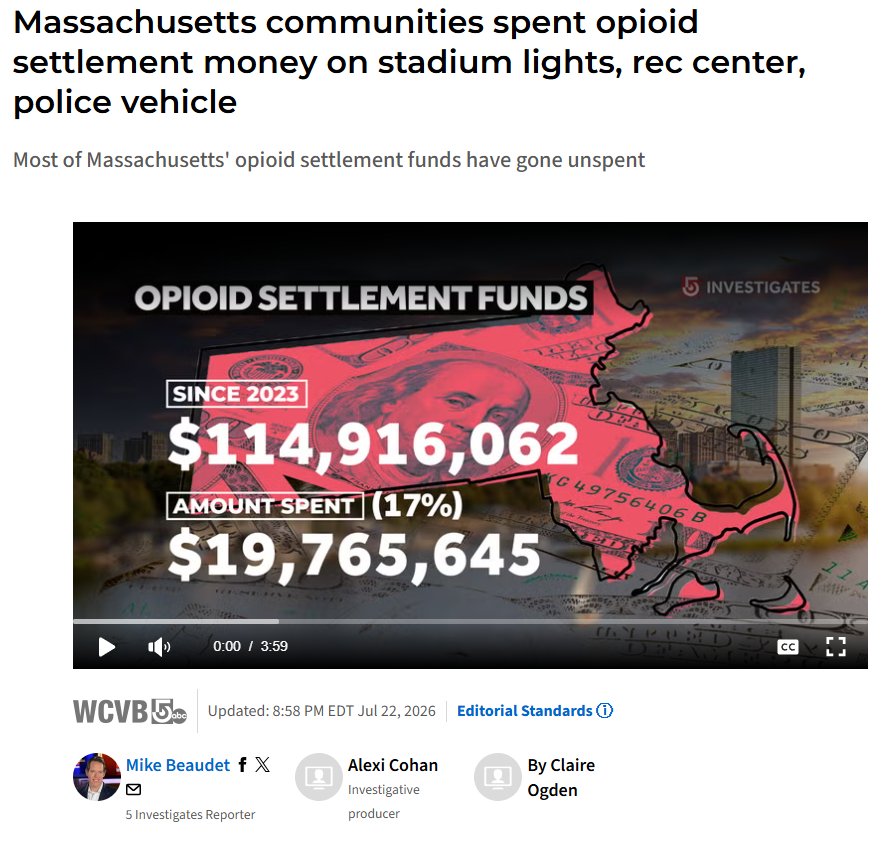 Massachusetts communities spent opioid
settlement money on stadium lights, rec center,
police vehicle
Most of Massachusetts' opioid settlement funds have gone unspent
OPIOID SETTLEMENT FUNDS
5 INVESTIGATES
SINCE 2023
$114,916,062
AMOUNT SPENT (17%)
$19,765,645
G 49756406 B
0:00 / 3:59
CC
WCVB 5 abc
Updated: 8:58 PM EDT Jul 22, 2026
Editorial Standards
Mike Beaudet
5 Investigates Reporter
Alexi Cohan
Investigative
producer
By Claire
Ogden